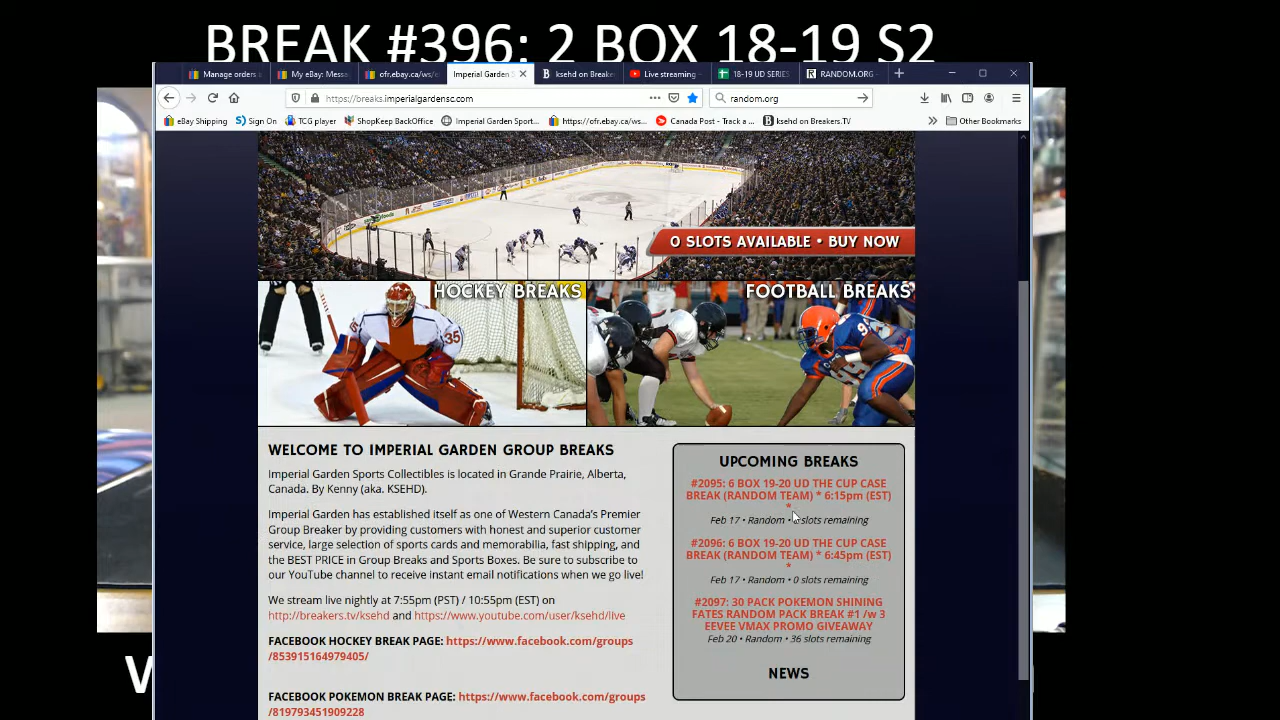 BREAK #396: 2 BOX 18-19 S2
Manage orders
My eBay: Messa
ofr.ebay.ca/ws/e
Imperial Garden S
ksehd on Breake
Live streaming -
18-19 UD SERIES
RANDOM.ORG -
https://breaks.imperialgardensc.com
random.org
eBay Shipping
Sign On
TCG player
ShopKeep BackOffice
Imperial Garden Sport...
https://ofr.ebay.ca/ws...
Canada Post - Track a ...
ksehd on Breakers.TV
Other Bookmarks
0 SLOTS AVAILABLE • BUY NOW
HOCKEY BREAKS
FOOTBALL BREAKS
35
WELCOME TO IMPERIAL GARDEN GROUP BREAKS
Imperial Garden Sports Collectibles is located in Grande Prairie, Alberta,
Canada. By Kenny (aka. KSEHD).
Imperial Garden has established itself as one of Western Canada's Premier
Group Breaker by providing customers with honest and superior customer
service, large selection of sports cards and memorabilia, fast shipping, and
the BEST PRICE in Group Breaks and Sports Boxes. Be sure to subscribe to
our YouTube channel to receive instant email notifications when we go live!
We stream live nightly at 7:55pm (PST) / 10:55pm (EST) on
http://breakers.tv/ksehd and https://www.youtube.com/user/ksehd/live
FACEBOOK HOCKEY BREAK PAGE: https://www.facebook.com/groups
/853915164979405/
FACEBOOK POKEMON BREAK PAGE: https://www.facebook.com/groups
/819793451909228
UPCOMING BREAKS
#2095: 6 BOX 19-20 UD THE CUP CASE
BREAK (RANDOM TEAM) * 6:15pm (EST)
*
Feb 17 • Random • slots remaining
#2096: 6 BOX 19-20 UD THE CUP CASE
BREAK (RANDOM TEAM) * 6:45pm (EST)
*
Feb 17 • Random • 0 slots remaining
#2097: 30 PACK POKEMON SHINING
FATES RANDOM PACK BREAK #1 /w 3
EEVEE VMAX PROMO GIVEAWAY
Feb 20 • Random • 36 slots remaining
NEWS